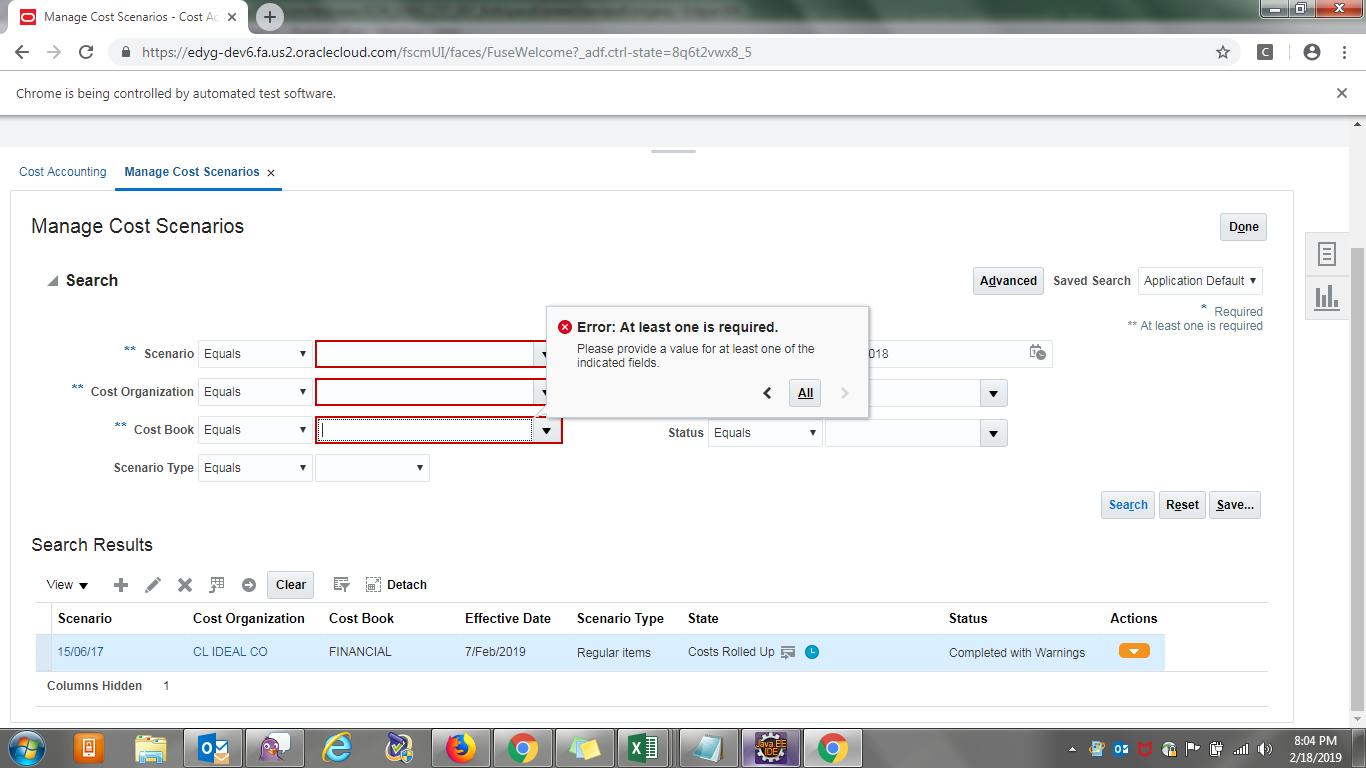 Manage Cost Scenarios - Cost Ac
https://edyg-dev6.fa.us2.oraclecloud.com/fscmUI/faces/FuseWelcome?_adf.ctrl-state=8q6t2vwx8_5
C
Chrome is being controlled by automated test software.
Cost Accounting Manage Cost Scenarios
Manage Cost Scenarios
Done
Search
Advanced Saved Search Application Default
* Required
** At least one is required
Error: At least one is required.
Please provide a value for at least one of the
indicated fields.
All
** Scenario Equals
018
** Cost Organization Equals
** Cost Book Equals
Status Equals
Scenario Type Equals
Search Reset Save...
Search Results
View Clear Detach
Scenario Cost Organization Cost Book Effective Date Scenario Type State Status Actions
15/06/17 CL IDEAL CO FINANCIAL 7/Feb/2019 Regular items Costs Rolled Up Completed with Warnings
Columns Hidden 1
Java EE
IDE
8:04 PM
2/18/2019